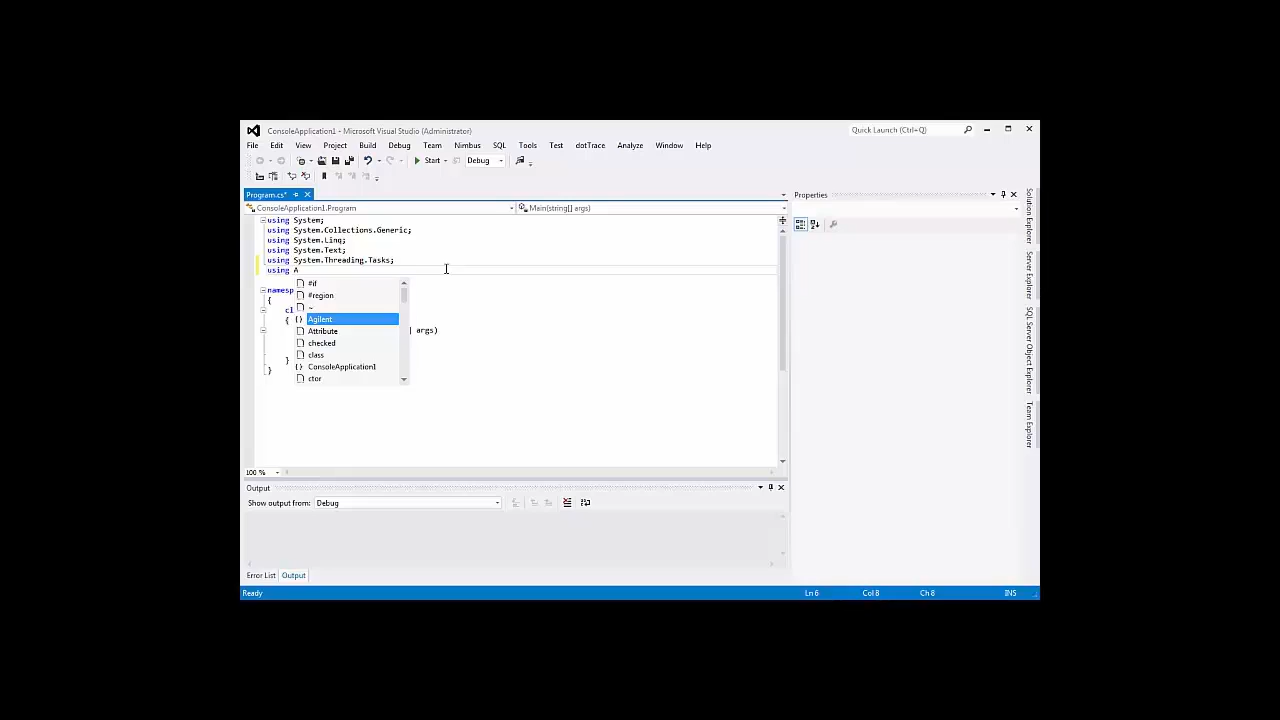 ConsoleApplication1 - Microsoft Visual Studio (Administrator)
Quick Launch (Ctrl+Q)
File Edit View Project Build Debug Team Nimbus SQL Tools Test dotTrace Analyze Window Help
Start Debug
Program.cs*
Properties
ConsoleApplication1.Program
Main(string[] args)
using System;
using System.Collections.Generic;
using System.Linq;
using System.Text;
using System.Threading.Tasks;
using A
#if
namesp
#region
{
~
cl
{
{} Agilent
Attribute
args)
checked
class
}
{} ConsoleApplication1
}
ctor
100 %
Output
Show output from: Debug
Error List Output
Ready
Ln 6 Col 8 Ch 8 INS
Solution Explorer
Server Explorer
SQL Server Object Explorer
Team Explorer